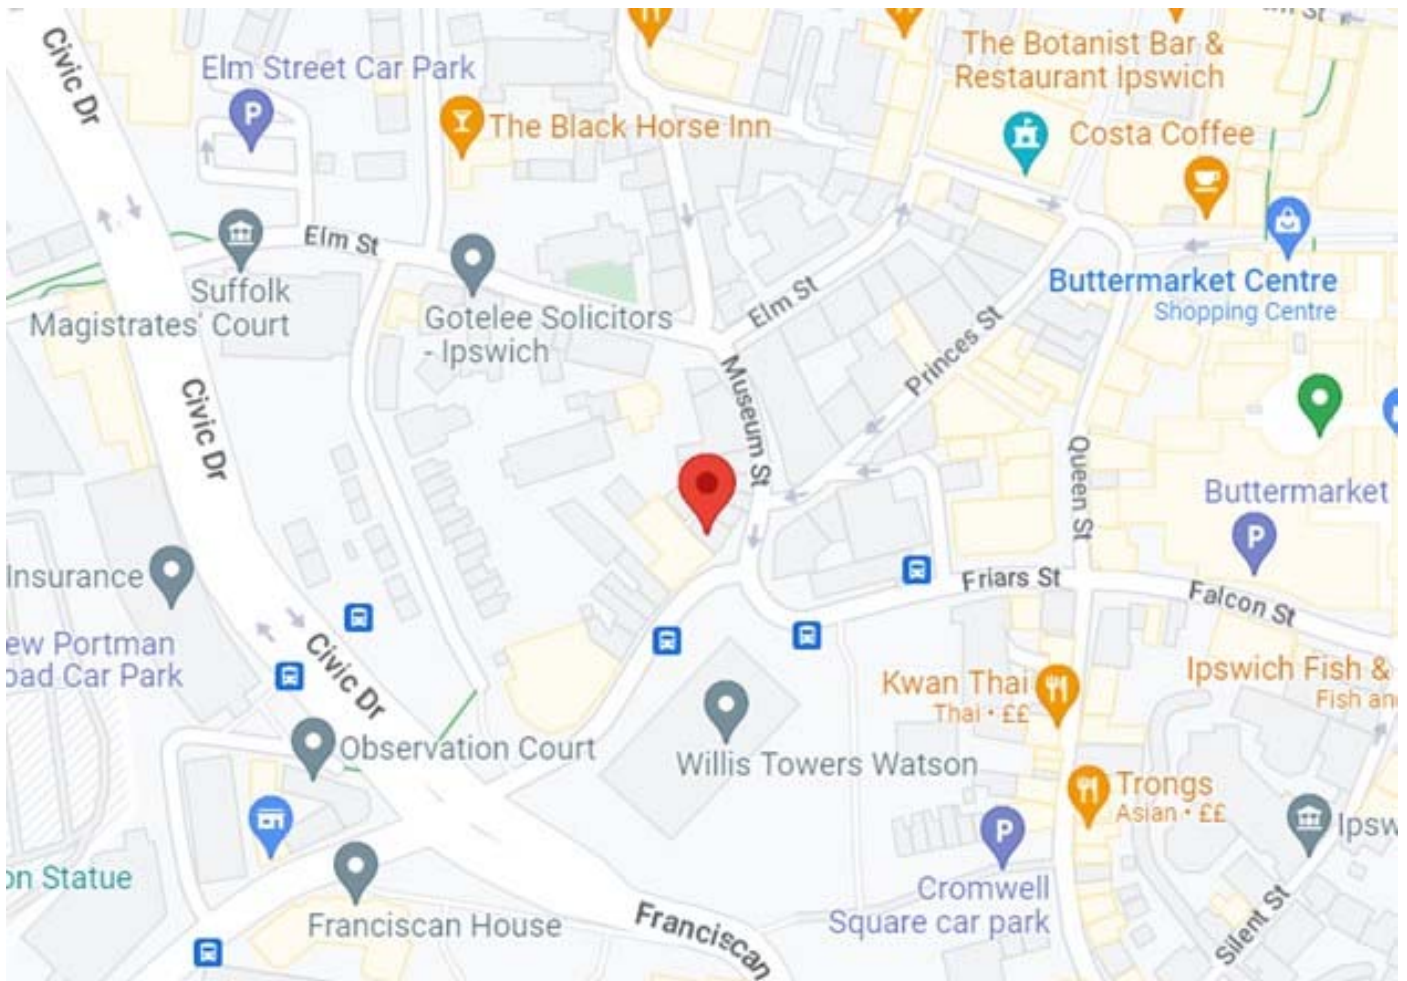 Civic Dr
Elm Street Car Park
The Botanist Bar &
Restaurant Ipswich
The Black Horse Inn
Costa Coffee
Elm St
Suffolk
Magistrates' Court
Gotelee Solicitors
- Ipswich
Elm St
Buttermarket Centre
Shopping Centre
Princes St
Museum St
Civic Dr
Queen St
Buttermarket
Insurance
Friars St
Falcon St
ew Portman
oad Car Park
Civic Dr
Kwan Thai
Thai • ££
Ipswich Fish &
Fish an
Observation Court
Willis Towers Watson
Trongs
Asian • ££
Ipsw
on Statue
Cromwell
Square car park
Franciscan House
Franciscan
Silent St